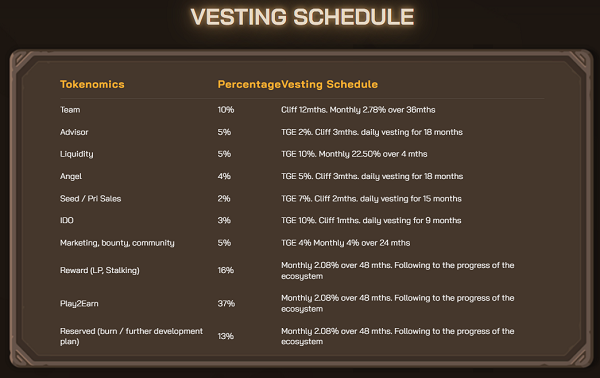 VESTING SCHEDULE
Tokenomics PercentageVesting Schedule
Team 10% Cliff 12mths. Monthly 2.78% over 36mths
Advisor 5% TGE 2%. Cliff 3mths. daily vesting for 18 months
Liquidity 5% TGE 10%. Monthly 22.50% over 4 mths
Angel 4% TGE 5%. Cliff 3mths. daily vesting for 18 months
Seed / Pri Sales 2% TGE 7%. Cliff 2mths. daily vesting for 15 months
IDO 3% TGE 10%. Cliff 1mths. daily vesting for 9 months
Marketing, bounty, community 5% TGE 4% Monthly 4% over 24 mths
Reward (LP, Stalking) 16% Monthly 2.08% over 48 mths. Following to the progress of the
ecosystem
Play2Earn 37% Monthly 2.08% over 48 mths. Following to the progress of the
ecosystem
Reserved (burn / further development
plan) 13% Monthly 2.08% over 48 mths. Following to the progress of the
ecosystem